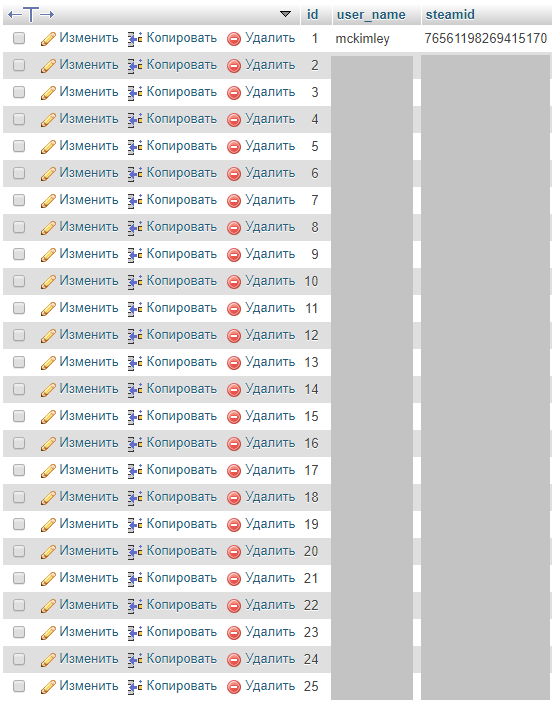 id user_name steamid
Изменить Копировать Удалить 1 mckimley 76561198269415170
Изменить Копировать Удалить 2
Изменить Копировать Удалить 3
Изменить Копировать Удалить 4
Изменить Копировать Удалить 5
Изменить Копировать Удалить 6
Изменить Копировать Удалить 7
Изменить Копировать Удалить 8
Изменить Копировать Удалить 9
Изменить Копировать Удалить 10
Изменить Копировать Удалить 11
Изменить Копировать Удалить 12
Изменить Копировать Удалить 13
Изменить Копировать Удалить 14
Изменить Копировать Удалить 15
Изменить Копировать Удалить 16
Изменить Копировать Удалить 17
Изменить Копировать Удалить 18
Изменить Копировать Удалить 19
Изменить Копировать Удалить 20
Изменить Копировать Удалить 21
Изменить Копировать Удалить 22
Изменить Копировать Удалить 23
Изменить Копировать Удалить 24
Изменить Копировать Удалить 25